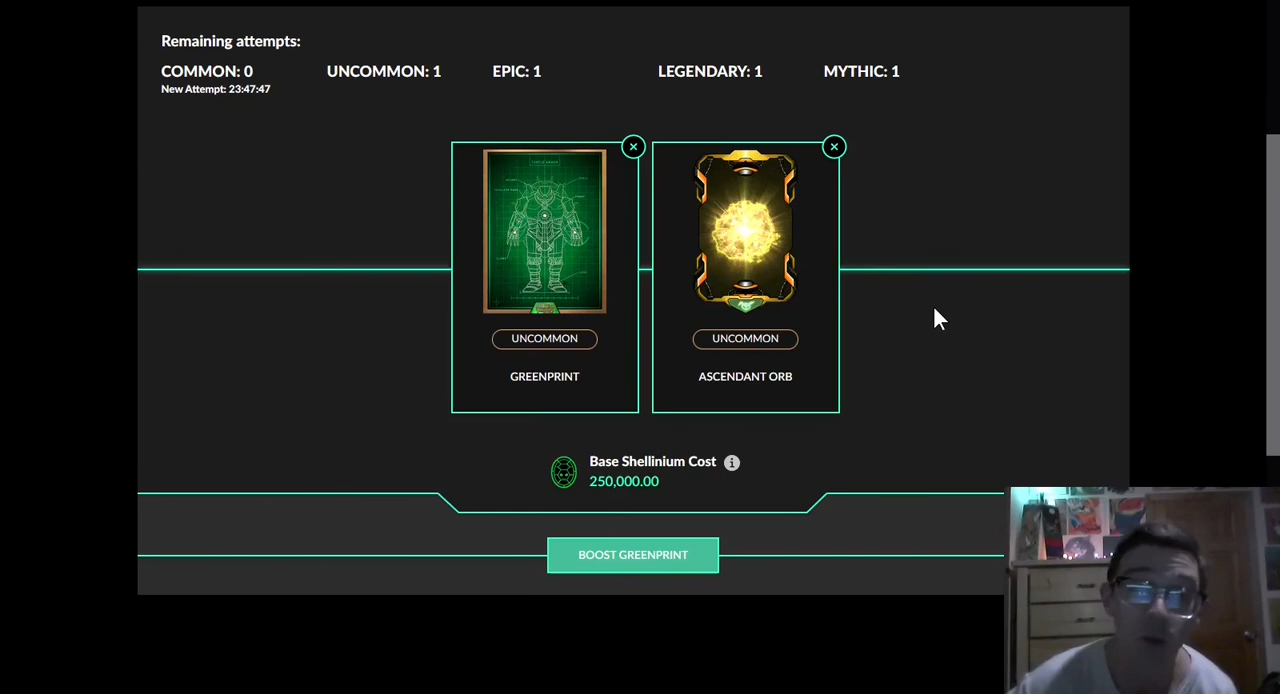 Remaining attempts:
COMMON: 0
UNCOMMON: 1
EPIC: 1
LEGENDARY: 1
MYTHIC: 1
New Attempt: 23:47:47
UNCOMMON
UNCOMMON
GREENPRINT
ASCENDANT ORB
Base Shellinium Cost
250,000.00
BOOST GREENPRINT